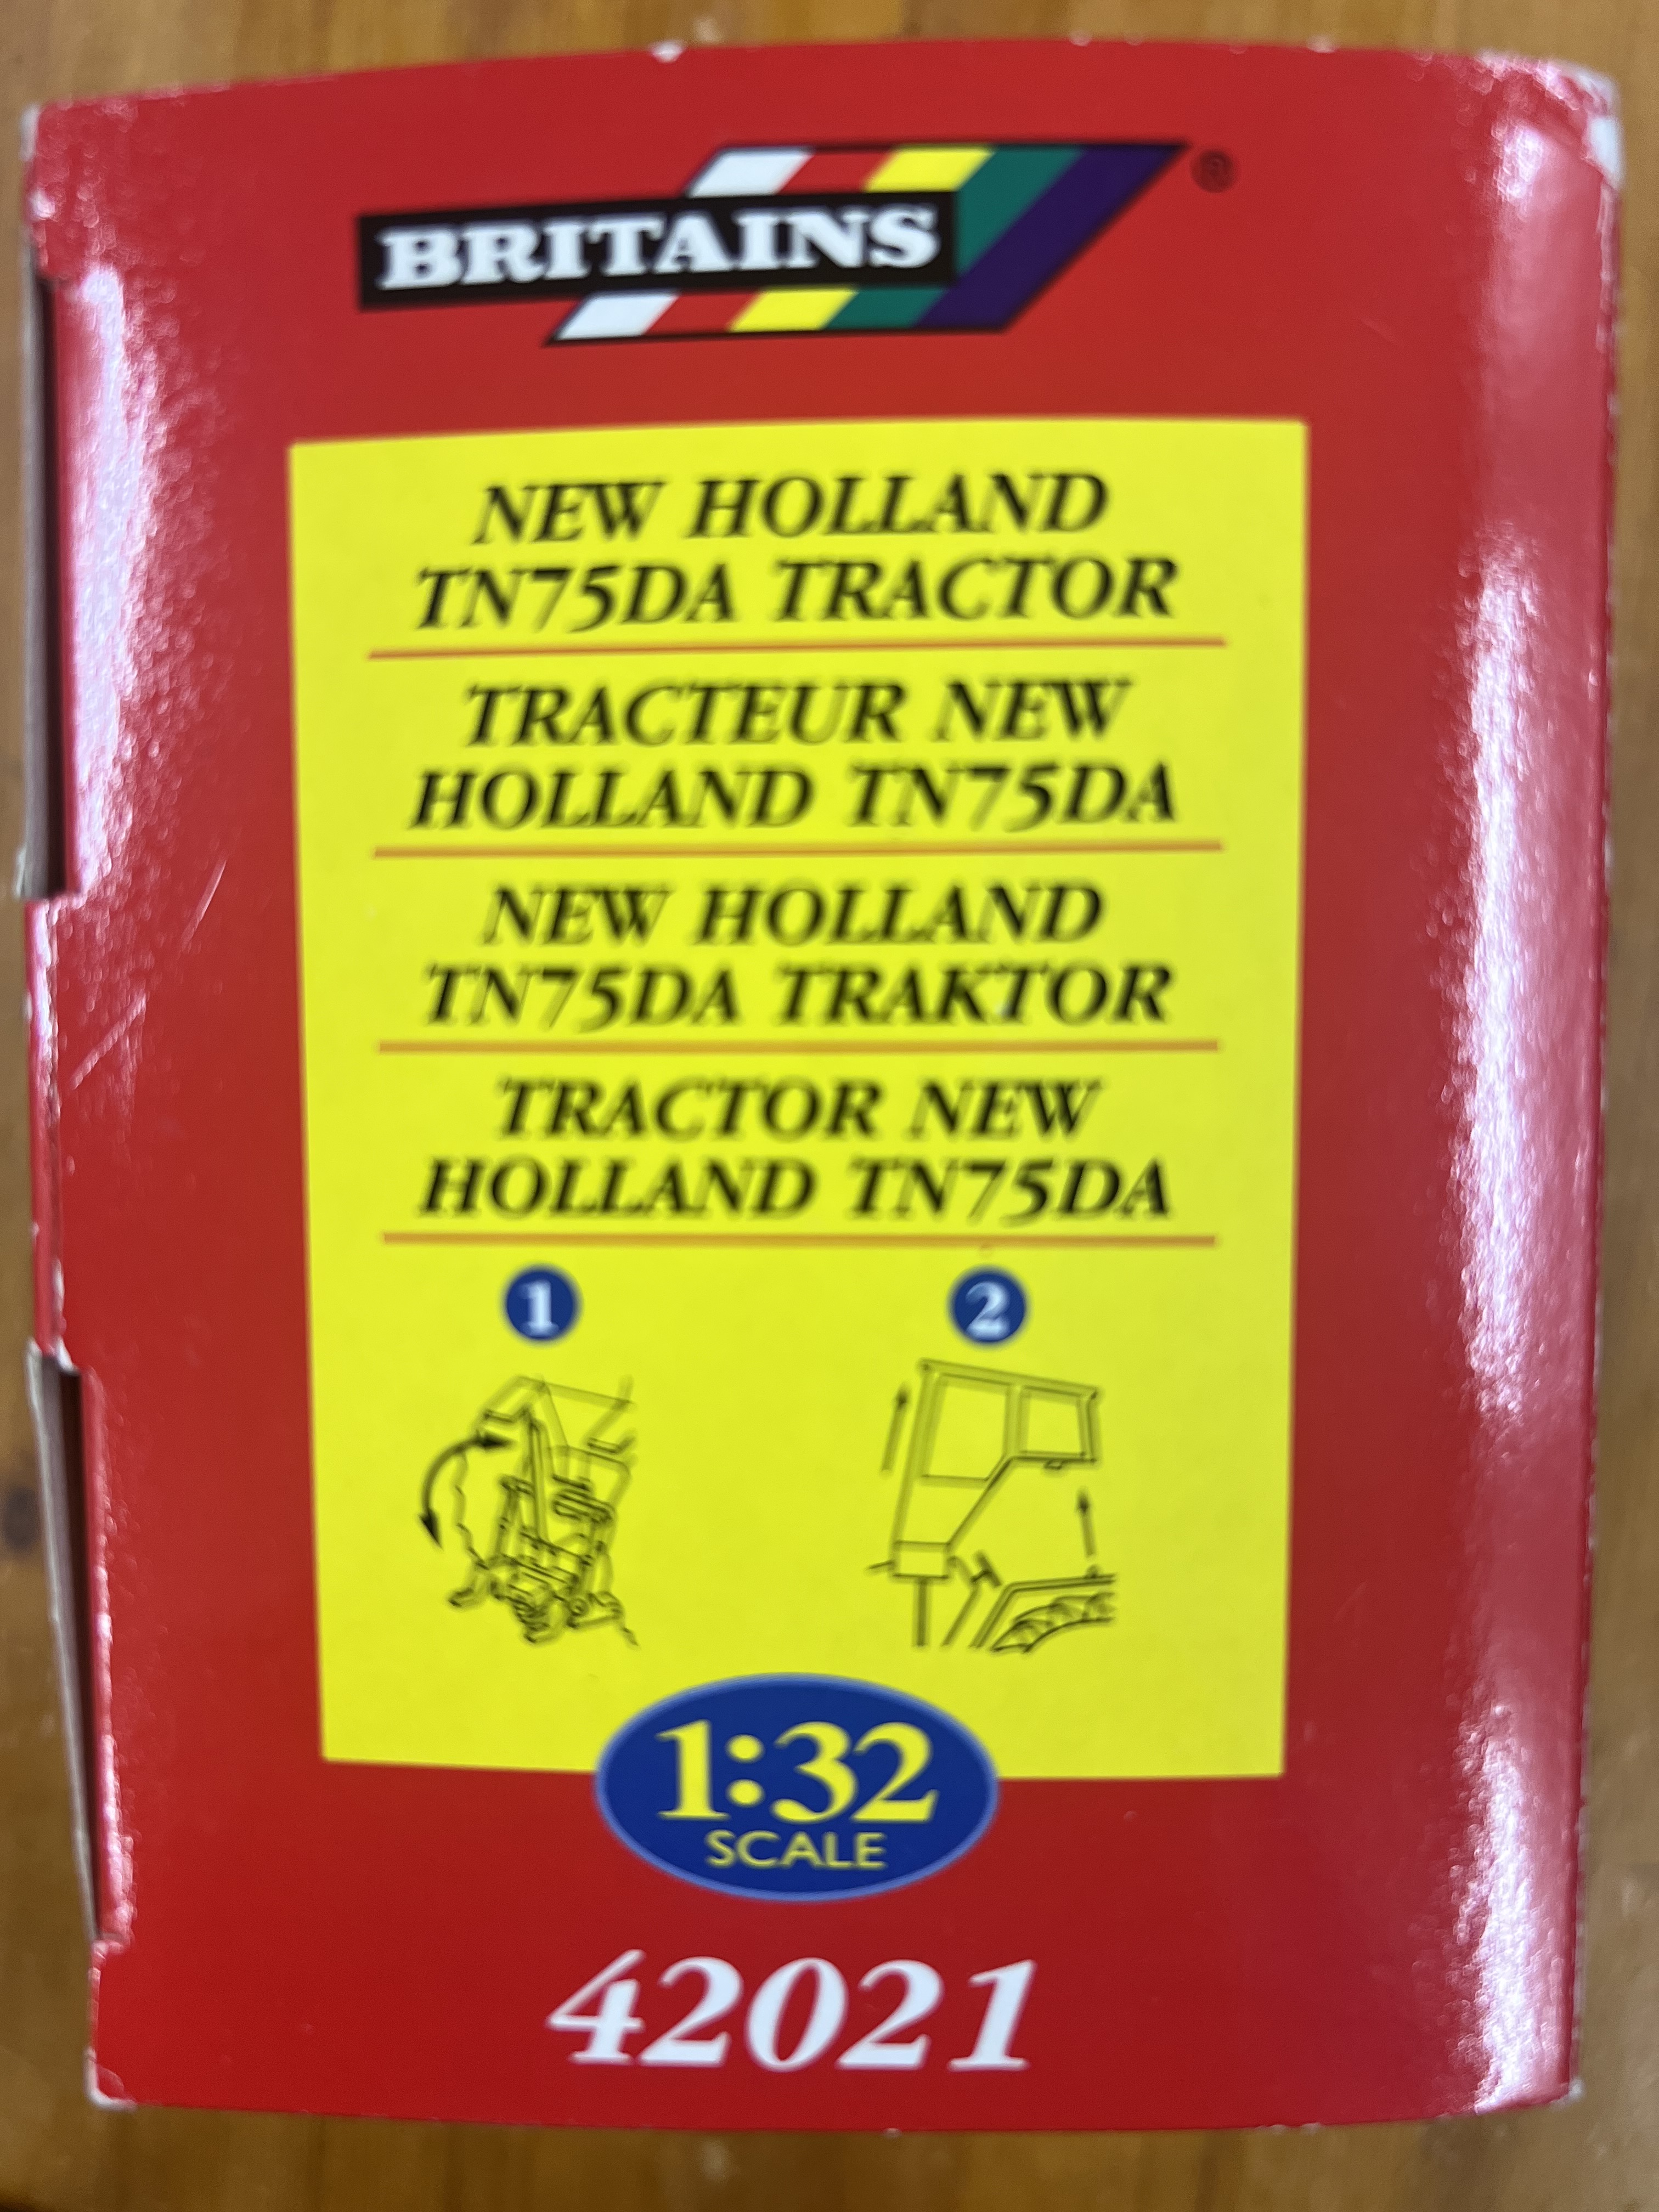 BRITAINS®
NEW HOLLAND
TN75DA TRACTOR
TRACTEUR NEW
HOLLAND TN75DA
NEW HOLLAND
TN75DA TRAKTOR
TRACTOR NEW
HOLLAND TN75DA
1 2
1:32
SCALE
42021